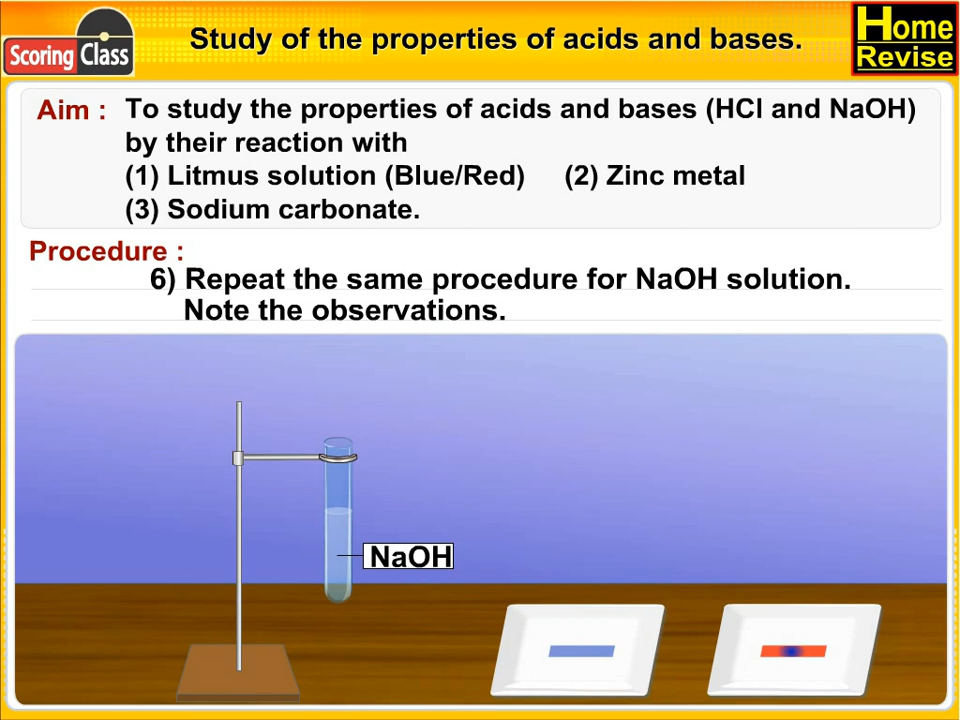 Scoring Class
Study of the properties of acids and bases.
Home
Revise
Aim : To study the properties of acids and bases (HCl and NaOH)
by their reaction with
(1) Litmus solution (Blue/Red) (2) Zinc metal
(3) Sodium carbonate.
Procedure :
6) Repeat the same procedure for NaOH solution.
Note the observations.
NaOH